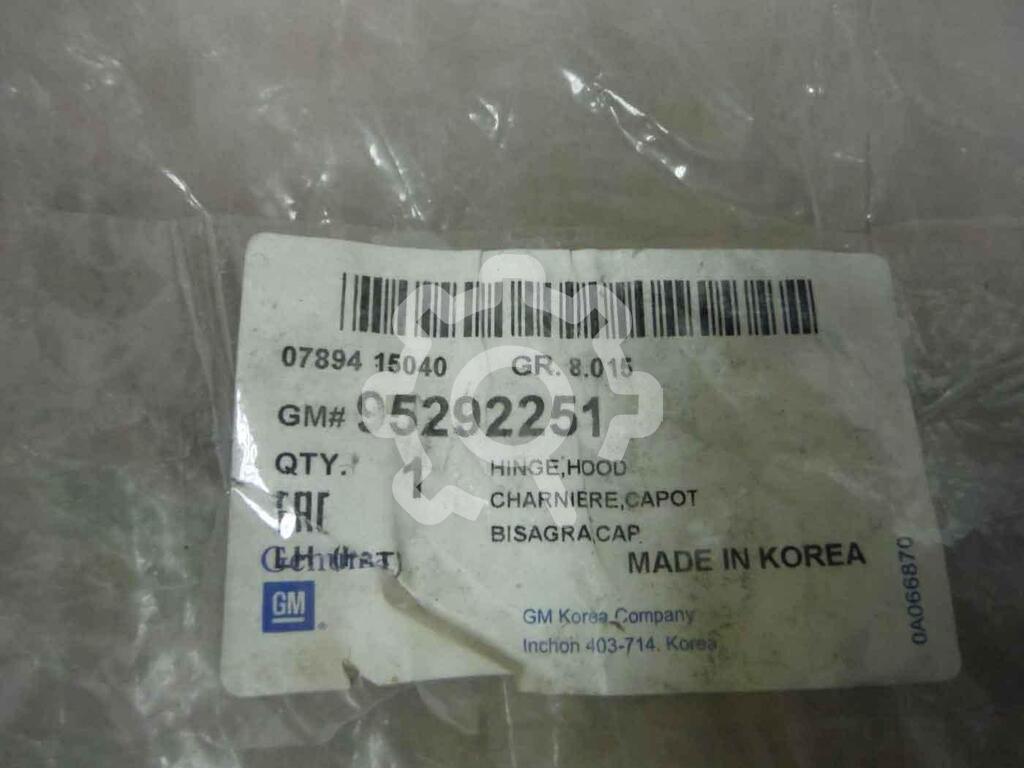 07894 15040 GR. 8.015
GM# 95292251
QTY. 1 HINGE,HOOD
CHARNIERE,CAPOT
EAC
BISAGRA,CAP.
LH MADE IN KOREA
GM
GM Korea Company
Inchon 403-714. Korea
0A066870